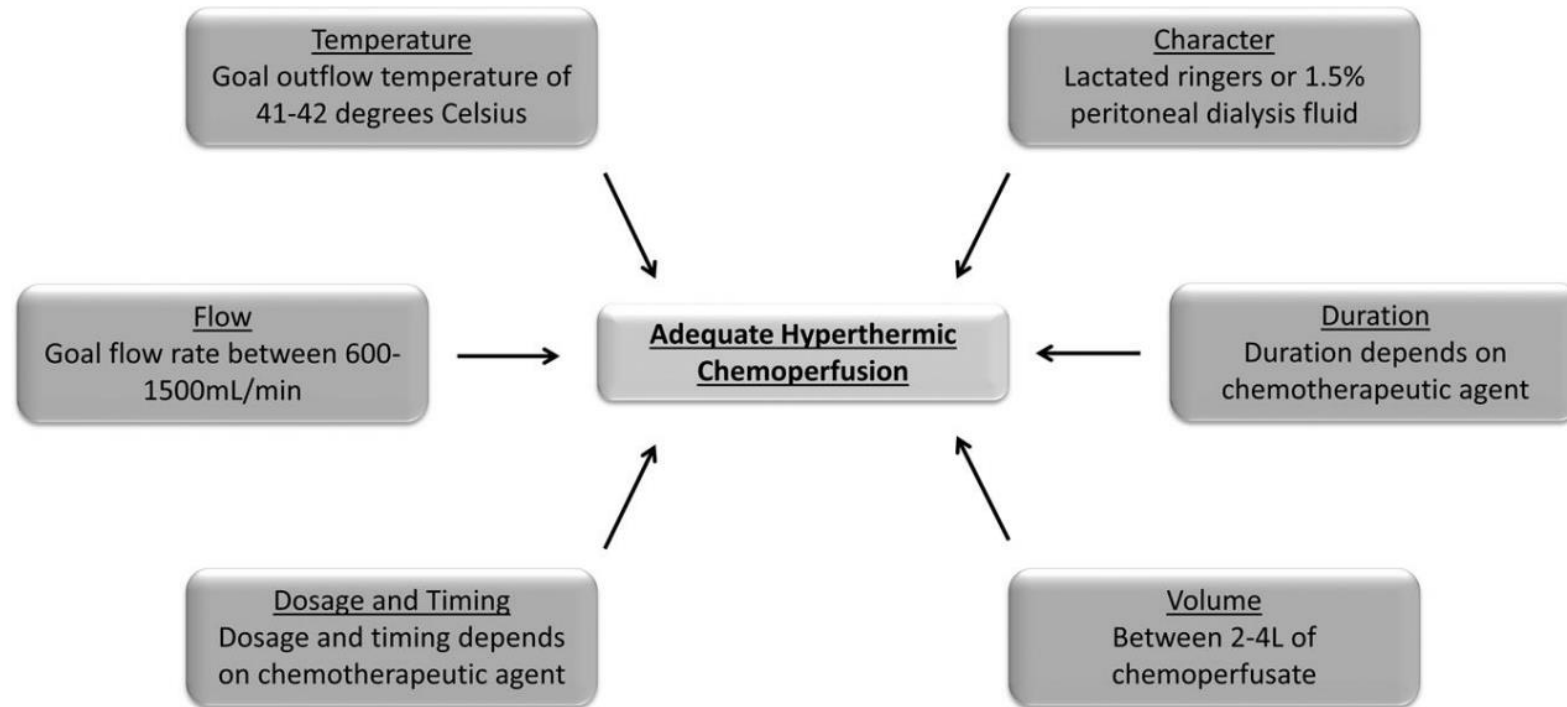 Temperature
Goal outflow temperature of
41-42 degrees Celsius
Character
Lactated ringers or 1.5%
peritoneal dialysis fluid
Flow
Goal flow rate between 600-
1500mL/min
Adequate Hyperthermic
Chemoperfusion
Duration
Duration depends on
chemotherapeutic agent
Dosage and Timing
Dosage and timing depends
on chemotherapeutic agent
Volume
Between 2-4L of
chemoperfusate